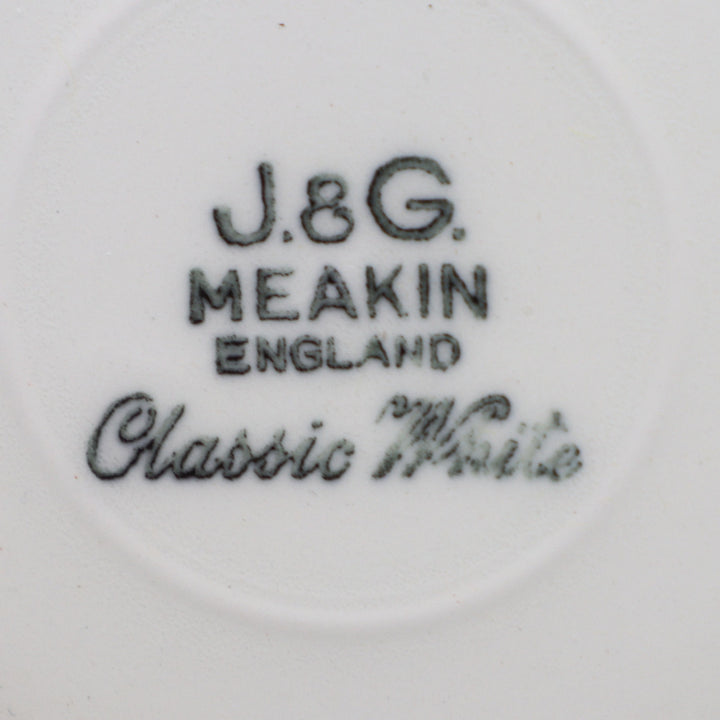 J.&G.
MEAKIN
ENGLAND
Classic White